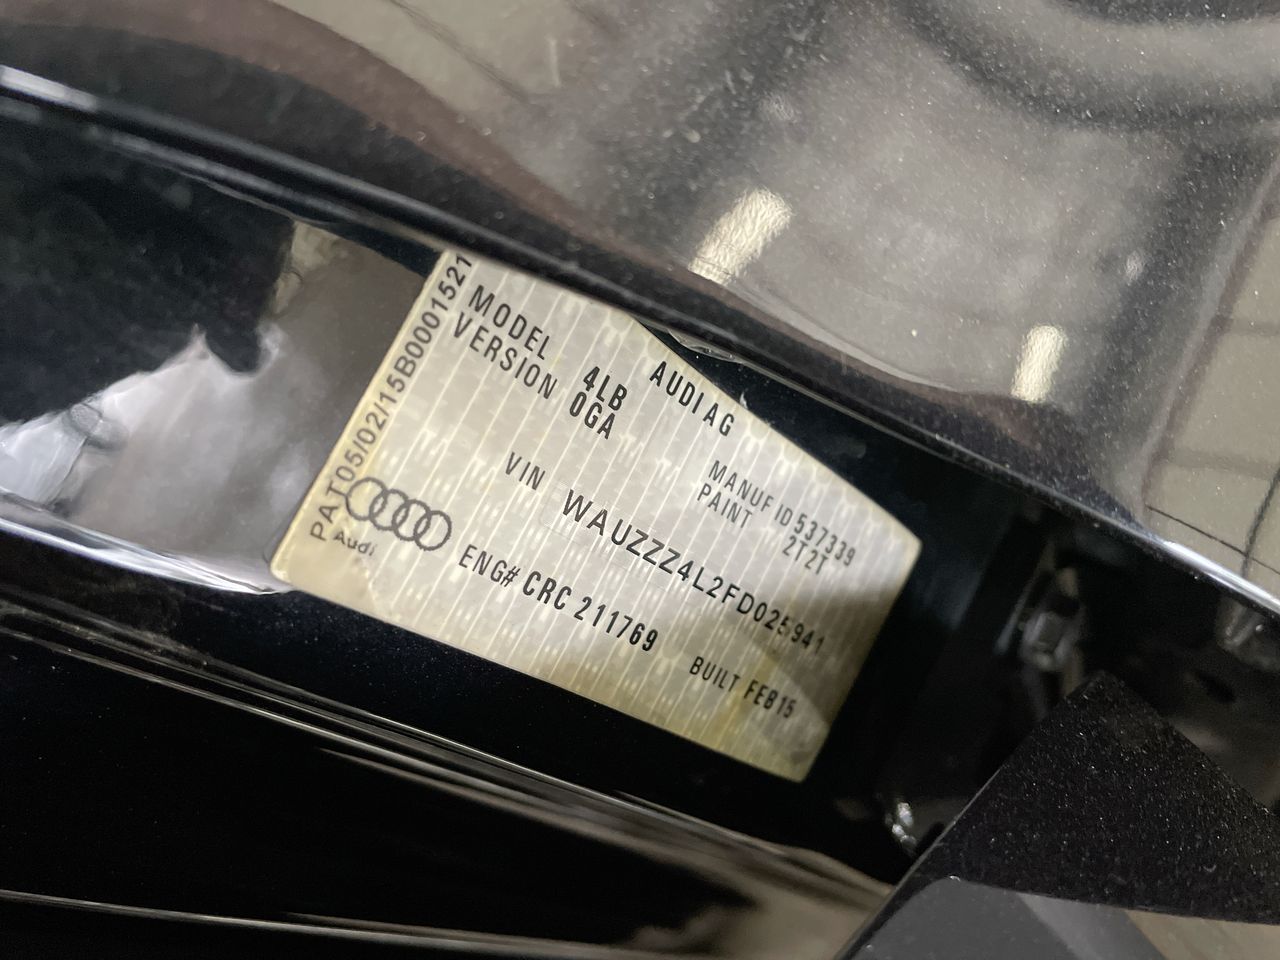 PAT05/02/15B0001521
AUDI AG
MODEL 4LB
VERSION 0GA
MANUF ID 537339
PAINT 2T2T
VIN WAUZZZ4L2FD025941
Audi
ENG# CRC 211769
BUILT FEB15